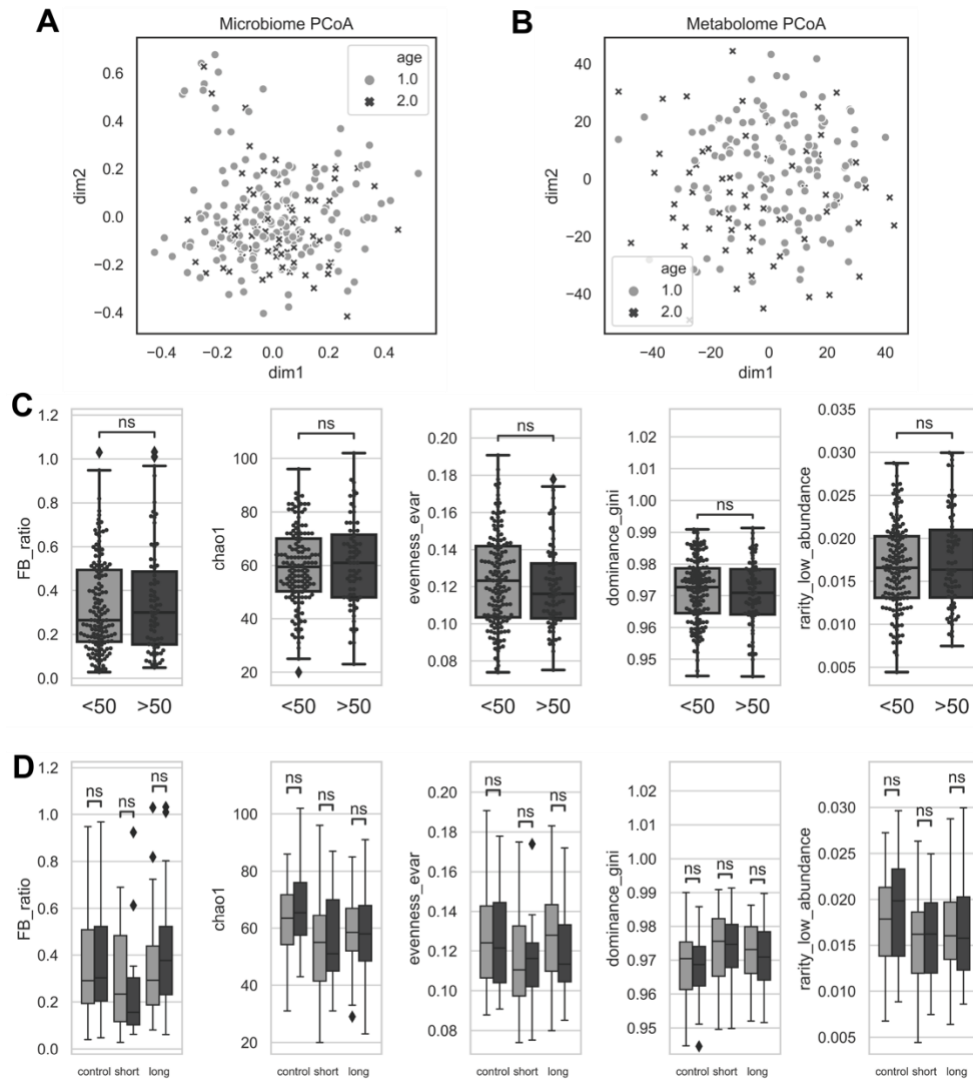 A
Microbiome PCoA
dim2
0.6
0.4
0.2
0.0
−0.2
−0.4
age
1.0
2.0
−0.4 −0.2 0.0 0.2 0.4
dim1
B
Metabolome PCoA
dim2
40
20
0
−20
−40
age
1.0
2.0
−40 −20 0 20 40
dim1
C
FB_ratio
1.2
1.0
0.8
0.6
0.4
0.2
0.0
ns
<50 >50
chao1
100
80
60
40
20
ns
<50 >50
evenness_evar
0.20
0.18
0.16
0.14
0.12
0.10
0.08
ns
<50 >50
dominance_gini
1.02
1.01
1.00
0.99
0.98
0.97
0.96
0.95
ns
<50 >50
rarity_low_abundance
0.035
0.030
0.025
0.020
0.015
0.010
0.005
ns
<50 >50
D
FB_ratio
1.2
1.0
0.8
0.6
0.4
0.2
0.0
ns ns ns
control short long
chao1
100
80
60
40
20
ns ns ns
control short long
evenness_evar
0.20
0.18
0.16
0.14
0.12
0.10
0.08
ns ns ns
control short long
dominance_gini
1.02
1.01
1.00
0.99
0.98
0.97
0.96
0.95
ns ns ns
control short long
rarity_low_abundance
0.030
0.025
0.020
0.015
0.010
0.005
ns ns ns
control short long